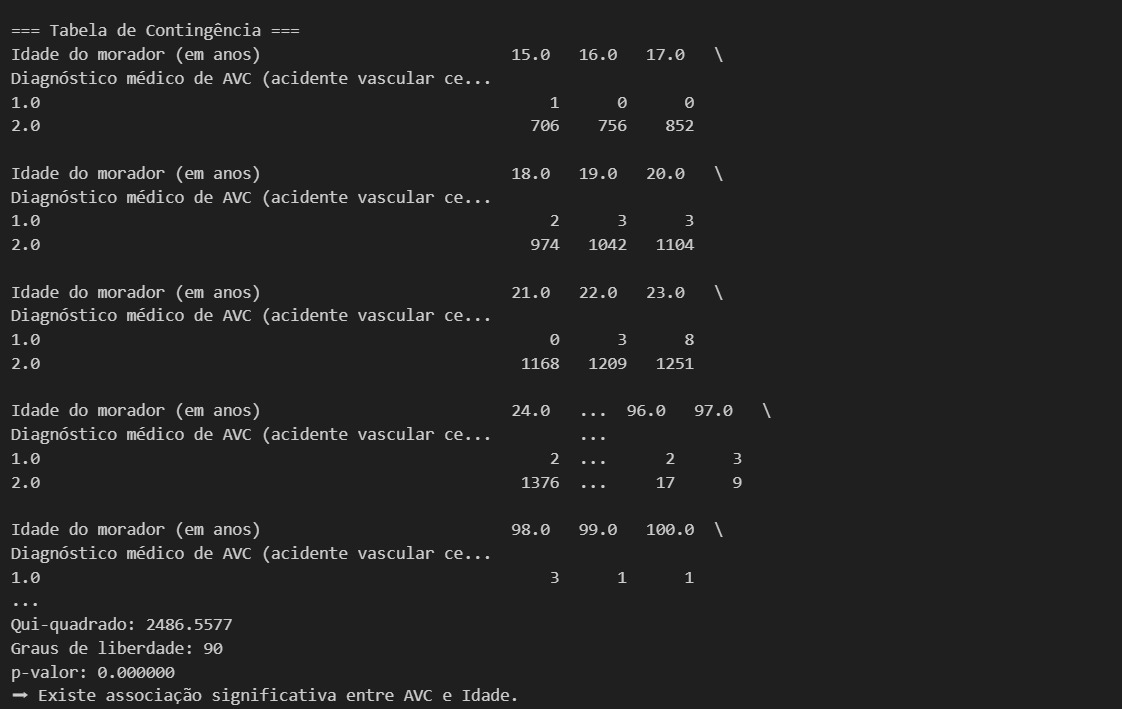 === Tabela de Contingência ===
Idade do morador (em anos) 15.0 16.0 17.0 \
Diagnóstico médico de AVC (acidente vascular ce...
1.0 1 0 0
2.0 706 756 852
Idade do morador (em anos) 18.0 19.0 20.0 \
Diagnóstico médico de AVC (acidente vascular ce...
1.0 2 3 3
2.0 974 1042 1104
Idade do morador (em anos) 21.0 22.0 23.0 \
Diagnóstico médico de AVC (acidente vascular ce...
1.0 0 3 8
2.0 1168 1209 1251
Idade do morador (em anos) 24.0 ... 96.0 97.0 \
Diagnóstico médico de AVC (acidente vascular ce... ...
1.0 2 ... 2 3
2.0 1376 ... 17 9
Idade do morador (em anos) 98.0 99.0 100.0 \
Diagnóstico médico de AVC (acidente vascular ce...
1.0 3 1 1
...
Qui-quadrado: 2486.5577
Graus de liberdade: 90
p-valor: 0.000000
➡ Existe associação significativa entre AVC e Idade.